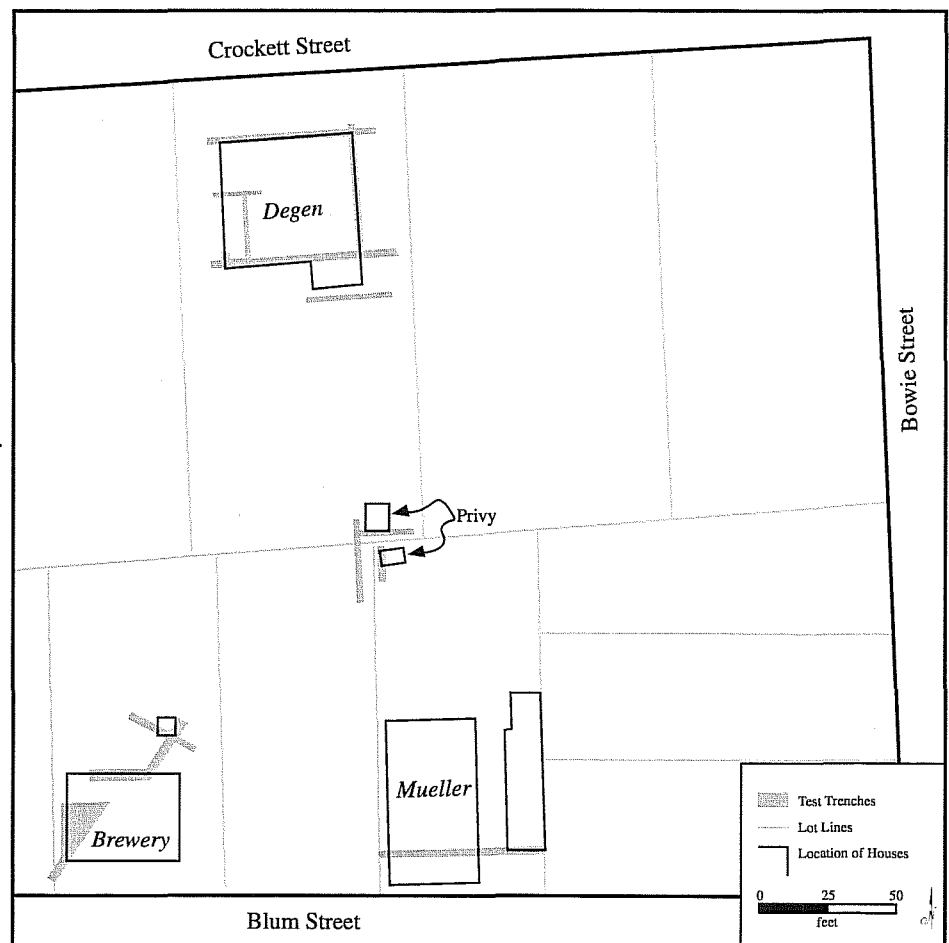 Crockett Street
Degen
Bowie Street
Privy
Mueller
Brewery
Test Trenches
Lot Lines
Location of Houses
0 25 50
feet
Blum Street